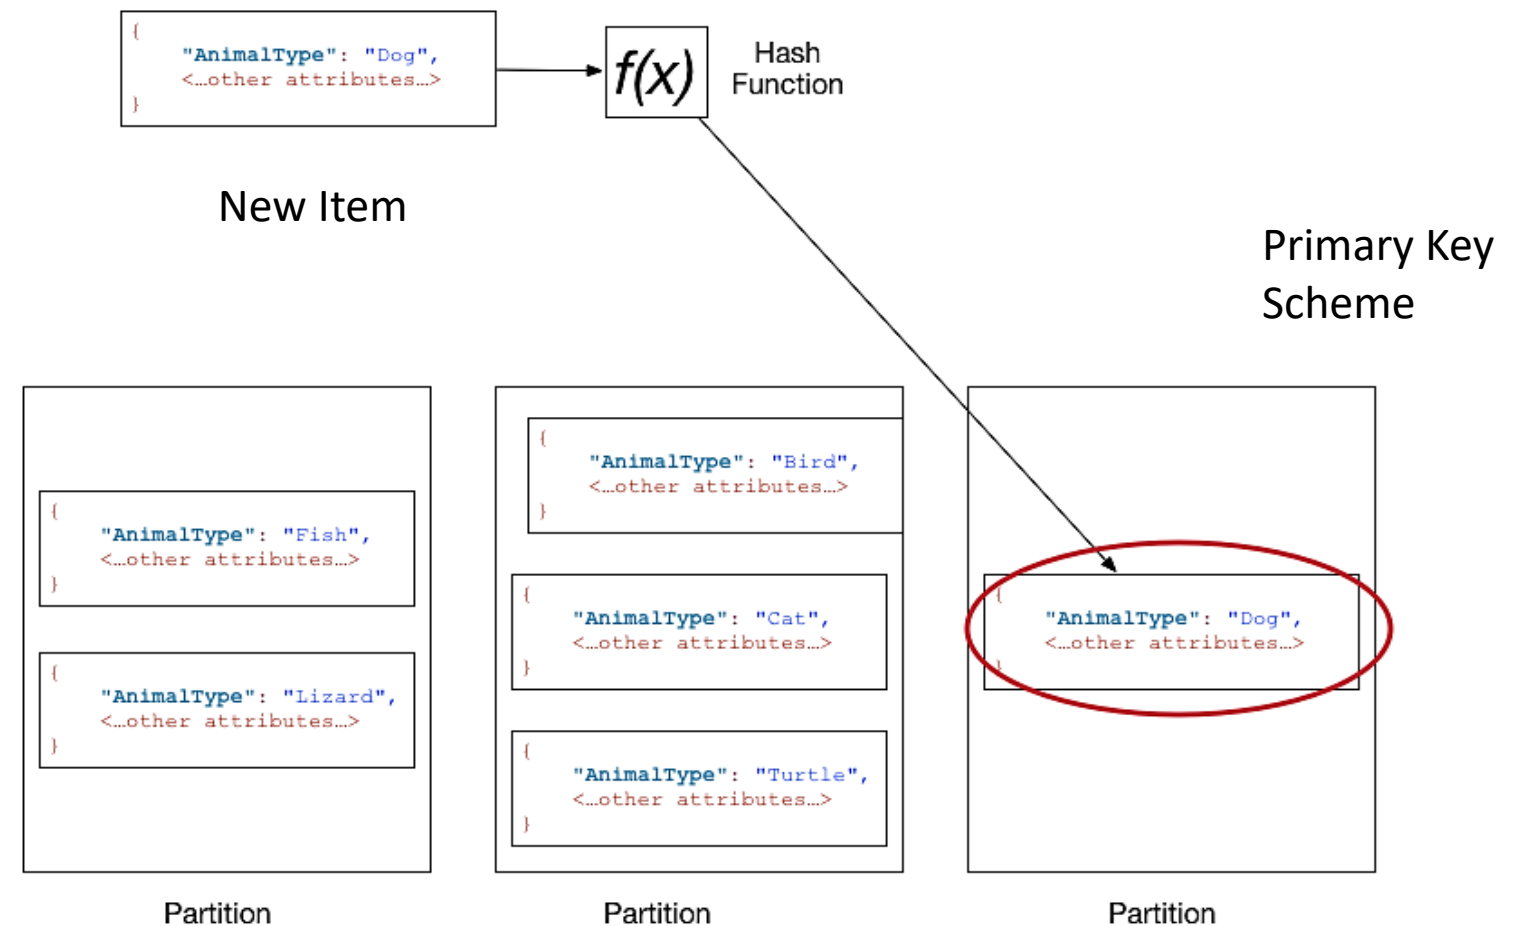 {
"AnimalType": "Dog",
<…other attributes…>
}
f(x)
Hash
Function
New Item
Primary Key
Scheme
{
"AnimalType": "Fish",
<…other attributes…>
}
{
"AnimalType": "Lizard",
<…other attributes…>
}
Partition
{
"AnimalType": "Bird",
<…other attributes…>
}
{
"AnimalType": "Cat",
<…other attributes…>
}
{
"AnimalType": "Turtle",
<…other attributes…>
}
Partition
{
"AnimalType": "Dog",
<…other attributes…>
}
Partition